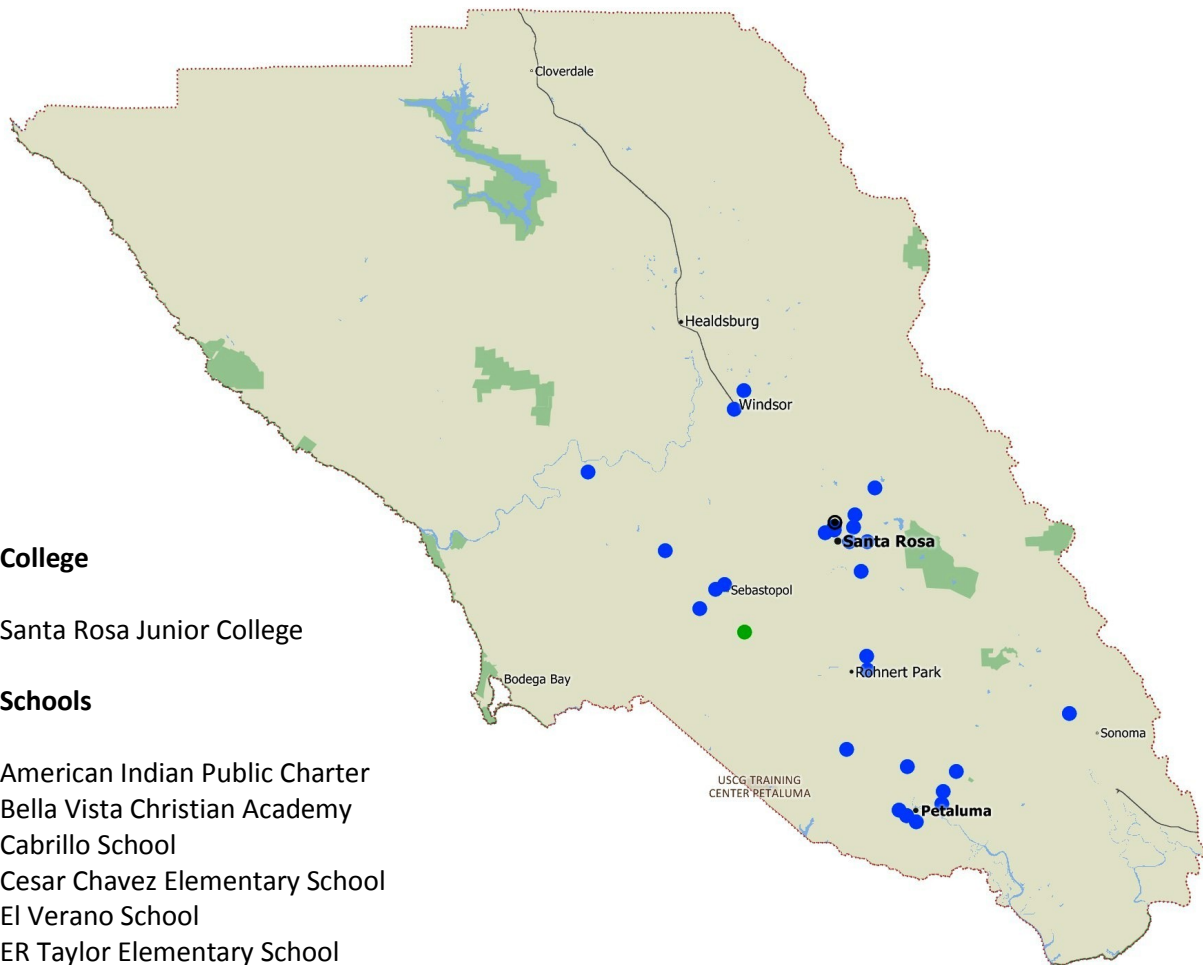 Cloverdale
Healdsburg
Windsor
Santa Rosa
Sebastopol
Rohnert Park
Bodega Bay
Sonoma
USCG TRAINING
CENTER PETALUMA
Petaluma
College
Santa Rosa Junior College
Schools
American Indian Public Charter
Bella Vista Christian Academy
Cabrillo School
Cesar Chavez Elementary School
El Verano School
ER Taylor Elementary School